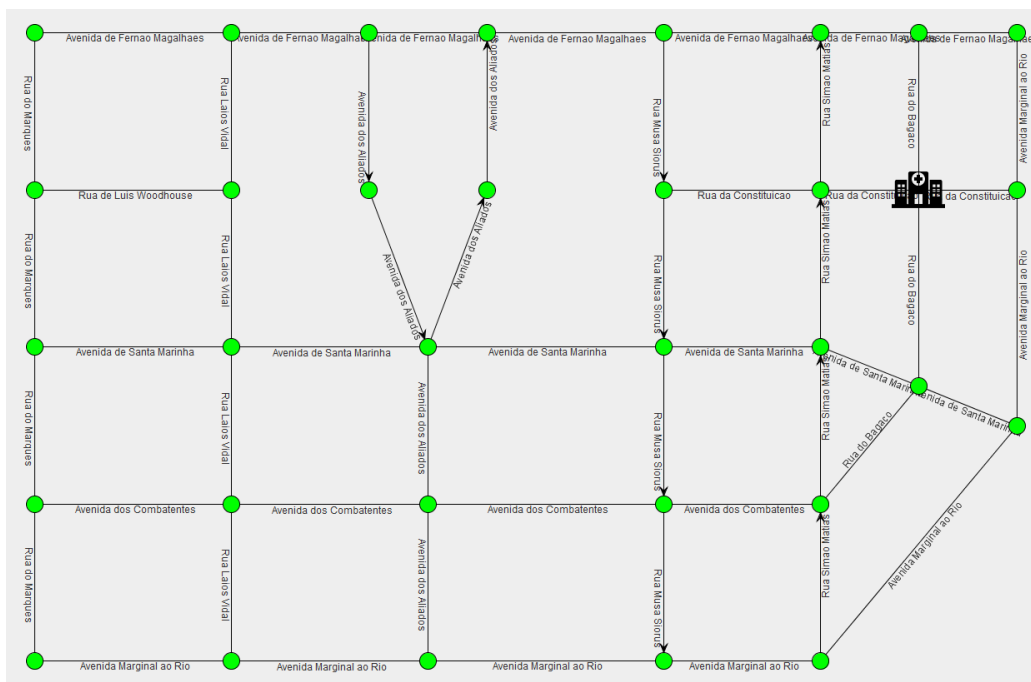 Avenida de Fernao Magalhaes
Avenida de Fernao Magalhaes
Avenida de Fernao Magalhaes
Avenida de Fernao Magalhaes
Avenida de Fernao Magalhaes
Avenida de Fernao Magalhaes
Avenida de Fernao Magalhaes
Rua do Marques
Rua Laios Vidal
Avenida dos Aliados
Avenida dos Aliados
Rua Musa Siorus
Rua Simao Matias
Rua do Bagaco
Avenida Marginal ao Rio
Rua de Luis Woodhouse
Rua da Constituicao
Rua da Constituicao
Rua da Constituicao
Rua do Marques
Rua Laios Vidal
Avenida dos Aliados
Avenida dos Aliados
Rua Musa Siorus
Rua Simao Matias
Rua do Bagaco
Avenida Marginal ao Rio
Avenida de Santa Marinha
Avenida de Santa Marinha
Avenida de Santa Marinha
Avenida de Santa Marinha
Avenida de Santa Marinha
Avenida de Santa Marinha
Rua do Marques
Rua Laios Vidal
Avenida dos Aliados
Rua Musa Siorus
Rua Simao Matias
Rua do Bagaco
Avenida dos Combatentes
Avenida dos Combatentes
Avenida dos Combatentes
Avenida dos Combatentes
Rua do Marques
Rua Laios Vidal
Avenida dos Aliados
Rua Musa Siorus
Rua Simao Matias
Avenida Marginal ao Rio
Avenida Marginal ao Rio
Avenida Marginal ao Rio
Avenida Marginal ao Rio
Avenida Marginal ao Rio